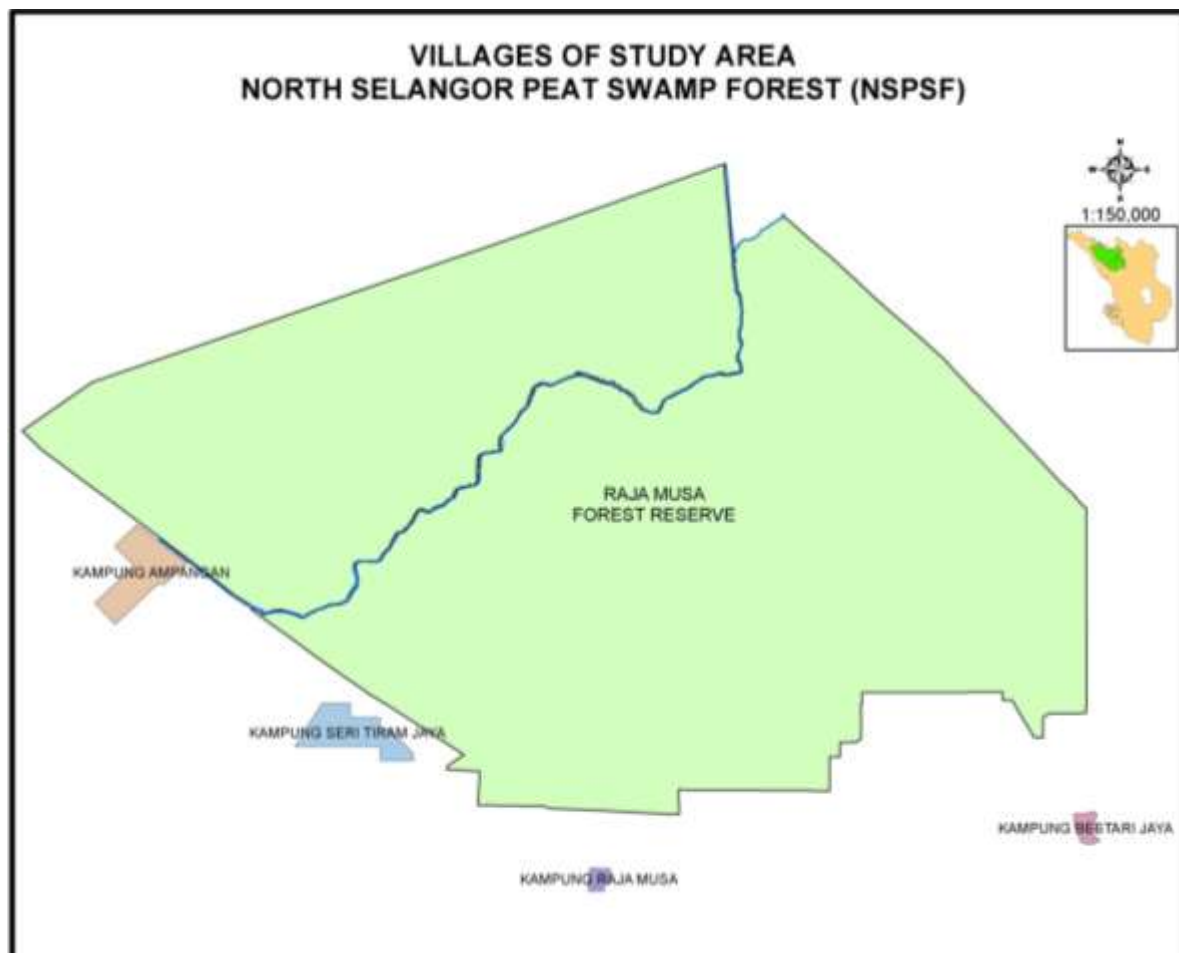 VILLAGES OF STUDY AREA
NORTH SELANGOR PEAT SWAMP FOREST (NSPSF)
N
W
E
S
1:150,000
RAJA MUSA
FOREST RESERVE
KAMPUNG AMPANGAN
KAMPUNG SERI TIRAM JAYA
KAMPUNG BESTARI JAYA
KAMPUNG RAJA MUSA